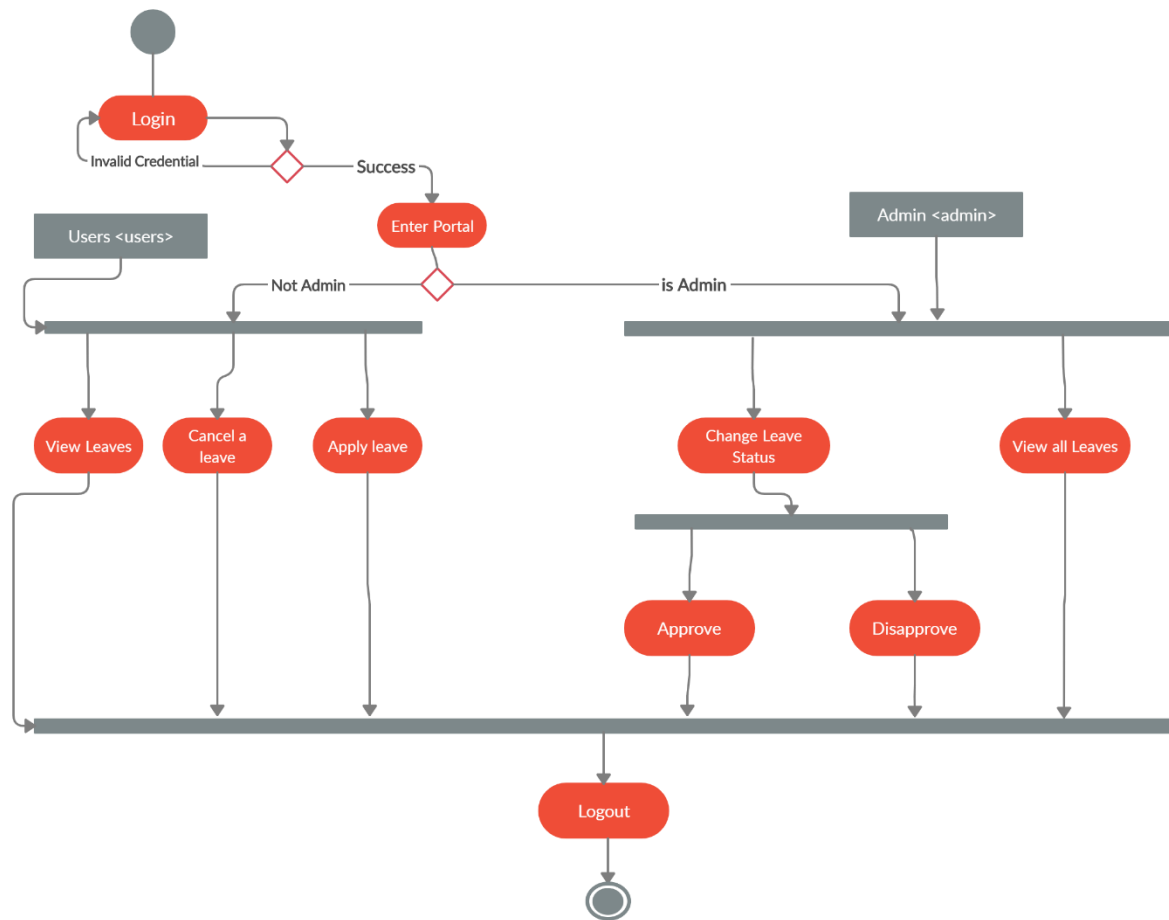 Login
Invalid Credential
Success
Enter Portal
Users <users>
Admin <admin>
Not Admin
is Admin
View Leaves
Cancel a
leave
Apply leave
Change Leave
Status
View all Leaves
Approve
Disapprove
Logout